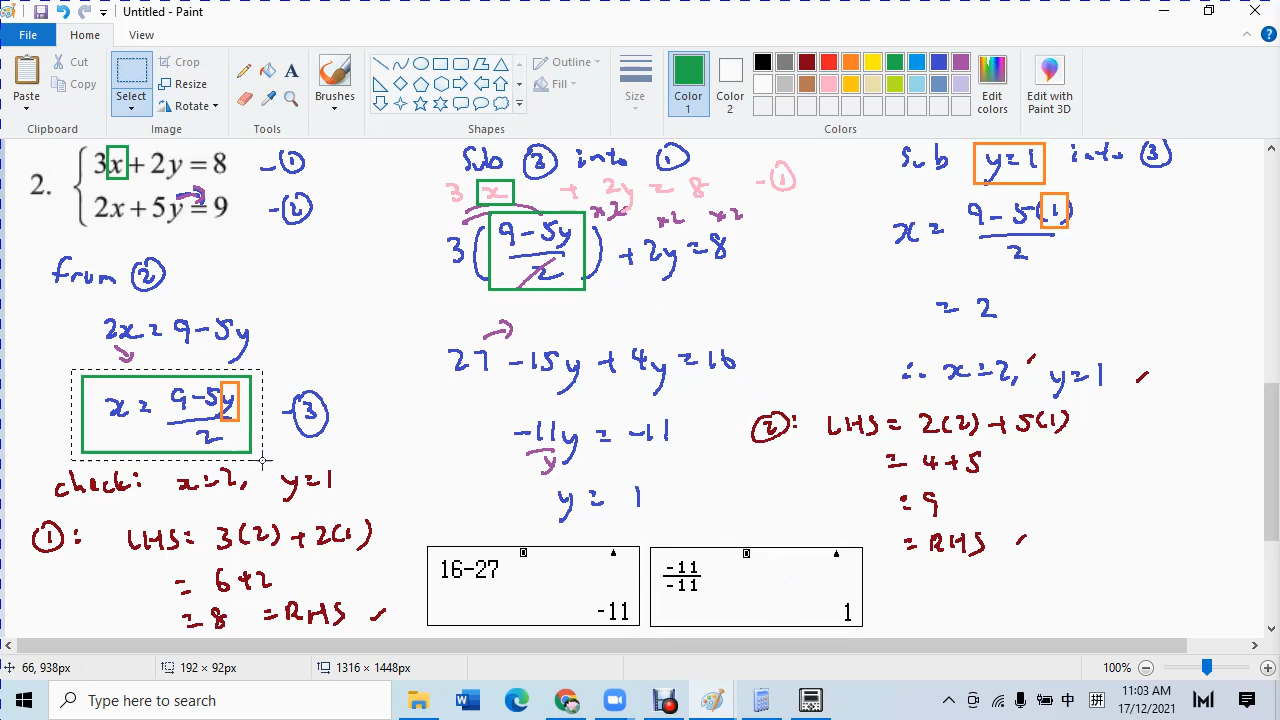 Untitled - Paint
File Home View
Paste Cut Copy Clipboard
Select Crop Resize Rotate Image
Tools
Brushes
Outline Fill Shapes
Size
Color 1 Color 2 Edit colors Edit with Paint 3D Colors
2. 3x + 2y = 8 -①
2x + 5y = 9 -②
from ②
2x = 9 - 5y
x = (9 - 5y)/2 -③
check: x=2, y=1
①: LHS = 3(2) + 2(1)
= 6 + 2
= 8 = RHS ✓
Sub ③ into ①
3 x + 2y = 8 -①
×2 ×2 ×2
3((9 - 5y)/2) + 2y = 8
27 - 15y + 4y = 16
-11y = -11
y = 1
16-27
-11
-11/-11
1
Sub y=1 into ③
x = (9 - 5(1))/2
= 2
∴ x=2, y=1
②: LHS = 2(2) + 5(1)
= 4 + 5
= 9
= RHS ✓
66, 938px 192 × 92px 1316 × 1448px 100%
Type here to search
中 拼 11:03 AM
17/12/2021